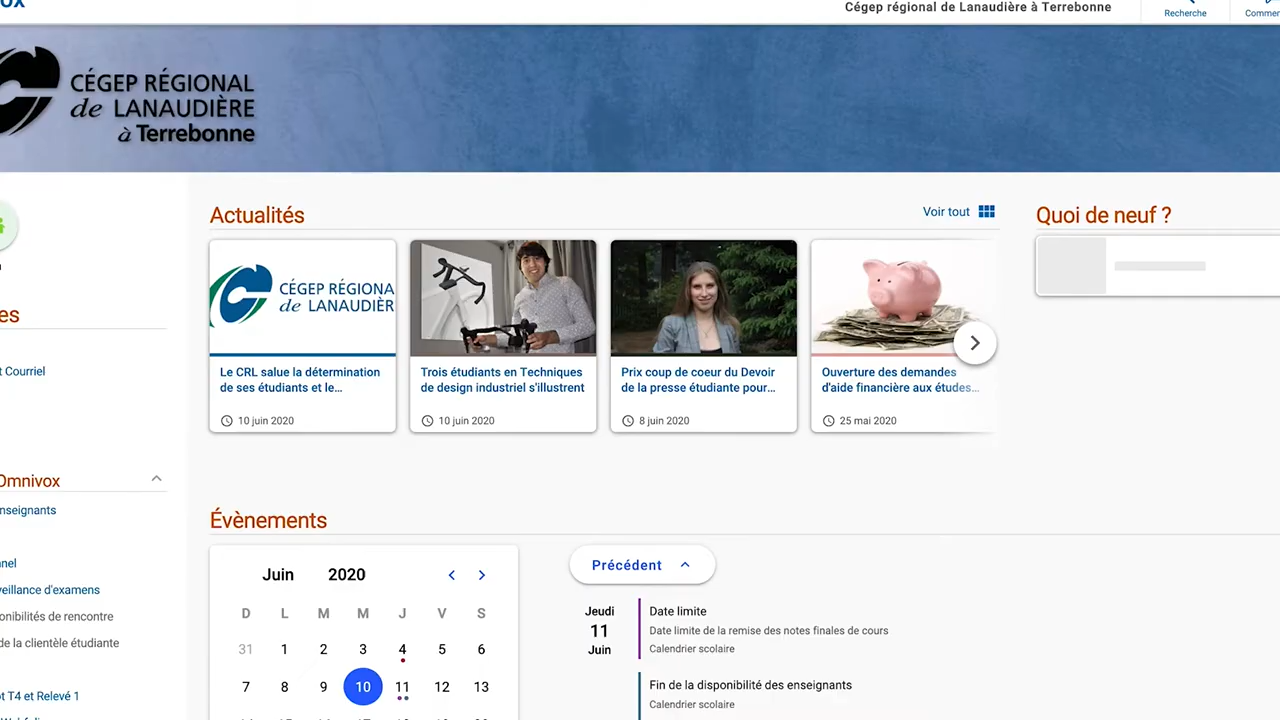 Cégep régional de Lanaudière à Terrebonne
Recherche
CÉGEP RÉGIONAL
de LANAUDIÈRE
à Terrebonne
Actualités
Voir tout
Quoi de neuf ?
CÉGEP RÉGIONA
de LANAUDIÈR
Le CRL salue la détermination
de ses étudiants et le...
10 juin 2020
Trois étudiants en Techniques
de design industriel s'illustrent
10 juin 2020
Prix coup de coeur du Devoir
de la presse étudiante pour...
8 juin 2020
Ouverture des demandes
d'aide financière aux études...
25 mai 2020
es
t Courriel
Omnivox
nseignants
nnel
veillance d'examens
onibilités de rencontre
de la clientèle étudiante
t T4 et Relevé 1
Évènements
Juin 2020
D L M M J V S
31 1 2 3 4 5 6
7 8 9 10 11 12 13
Précédent
Jeudi
11
Juin
Date limite
Date limite de la remise des notes finales de cours
Calendrier scolaire
Fin de la disponibilité des enseignants
Calendrier scolaire